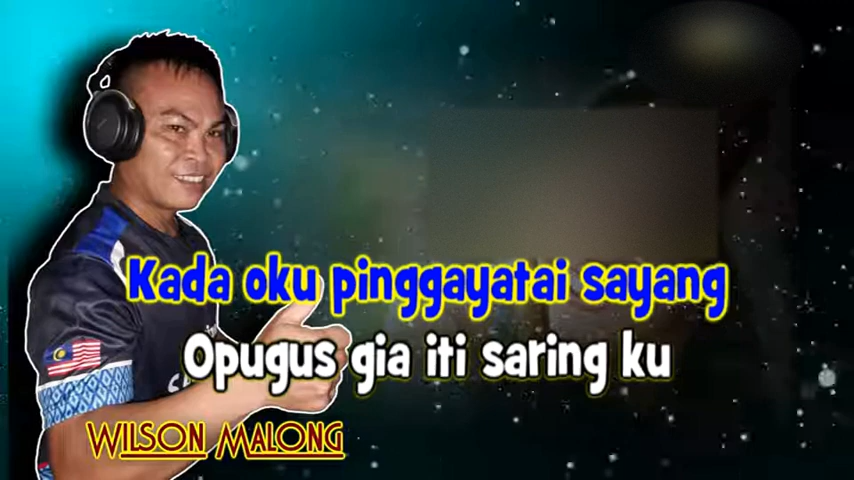 Kada oku pinggayatai sayang
Opugus gia iti saring ku
WILSON MALONG